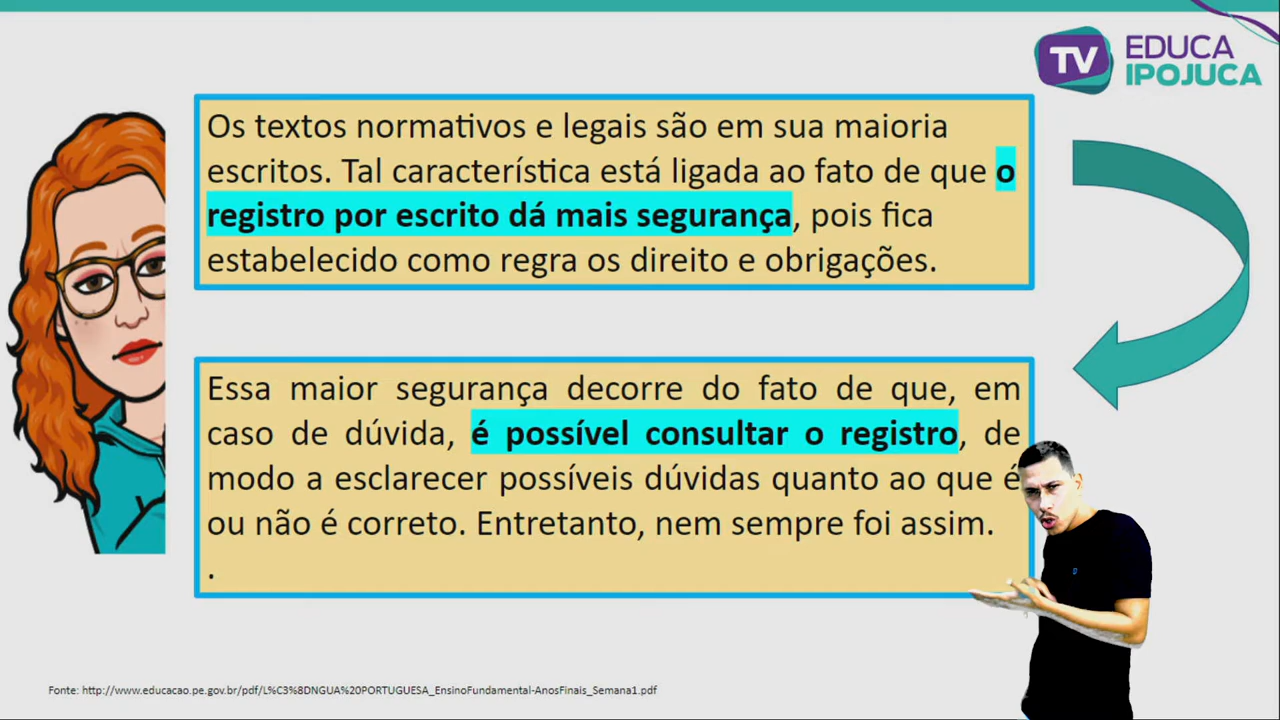 TV EDUCA
IPOJUCA
Os textos normativos e legais são em sua maioria
escritos. Tal característica está ligada ao fato de que o
registro por escrito dá mais segurança, pois fica
estabelecido como regra os direito e obrigações.
Essa maior segurança decorre do fato de que, em
caso de dúvida, é possível consultar o registro, de
modo a esclarecer possíveis dúvidas quanto ao que é
ou não é correto. Entretanto, nem sempre foi assim.
.
Fonte: http://www.educacao.pe.gov.br/pdf/L%C3%8DNGUA%20PORTUGUESA_EnsinoFundamental-AnosFinais_Semana1.pdf